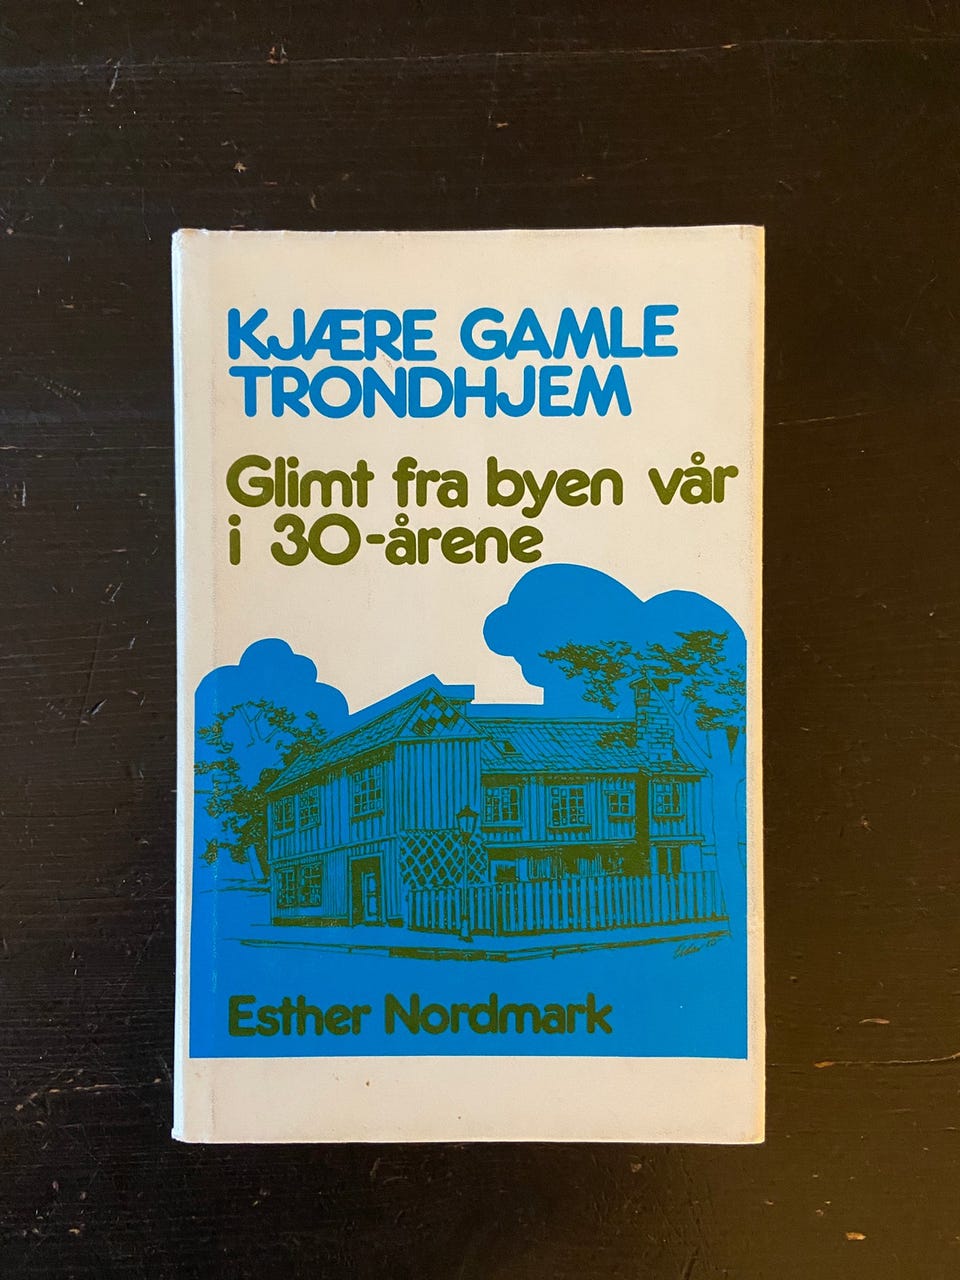 KJÆRE GAMLE
TRONDHJEM
Glimt fra byen vår
i 30-årene
Esther Nordmark